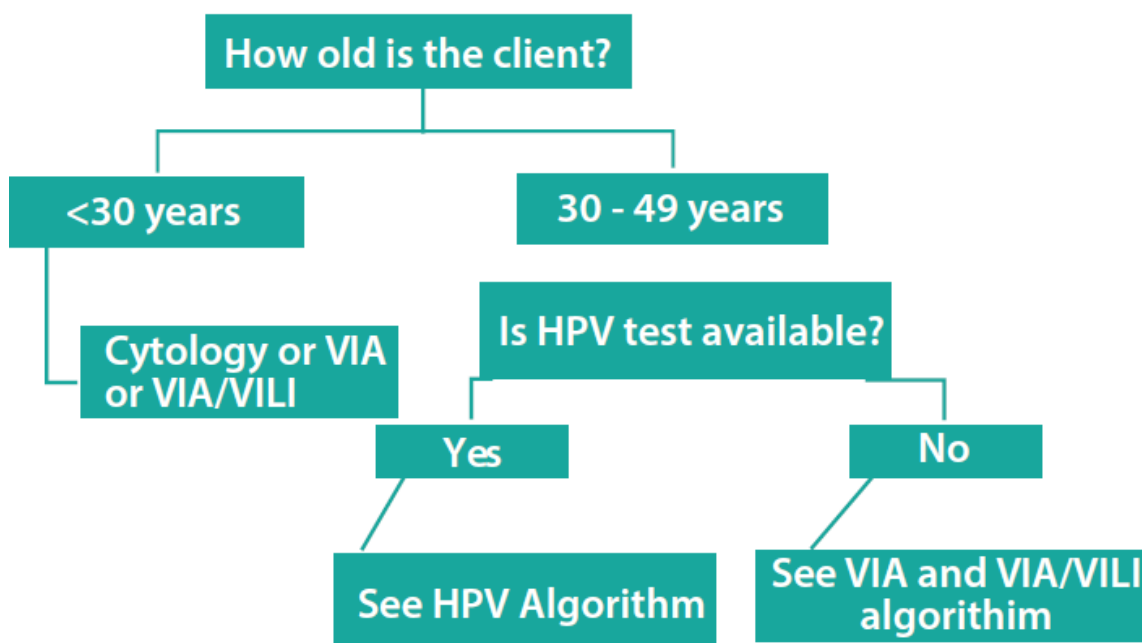 How old is the client?
<30 years
30 - 49 years
Is HPV test available?
Cytology or VIA
or VIA/VILI
Yes
No
See HPV Algorithm
See VIA and VIA/VILI
algorithim